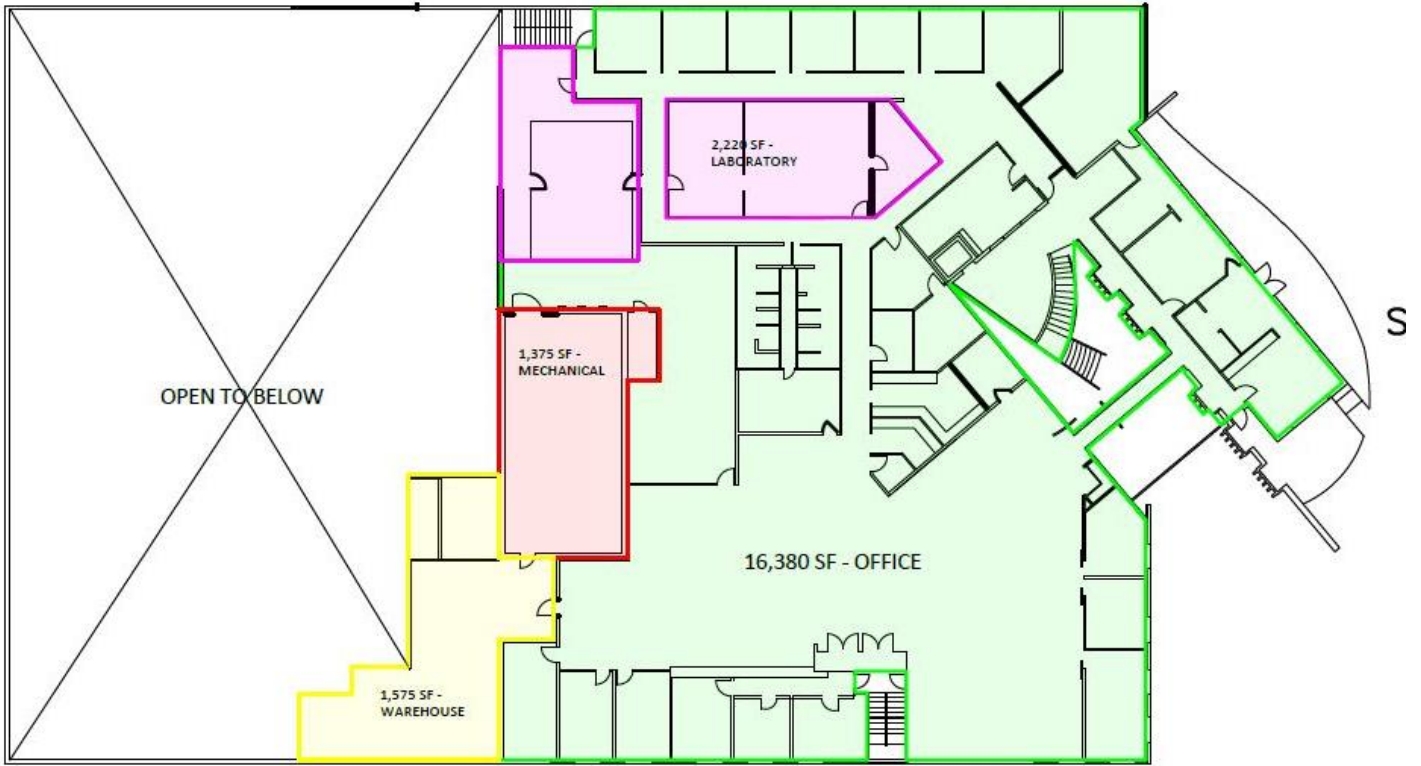 2,220 SF -
LABORATORY
1,375 SF -
MECHANICAL
OPEN TO BELOW
16,380 SF - OFFICE
1,575 SF -
WAREHOUSE
S